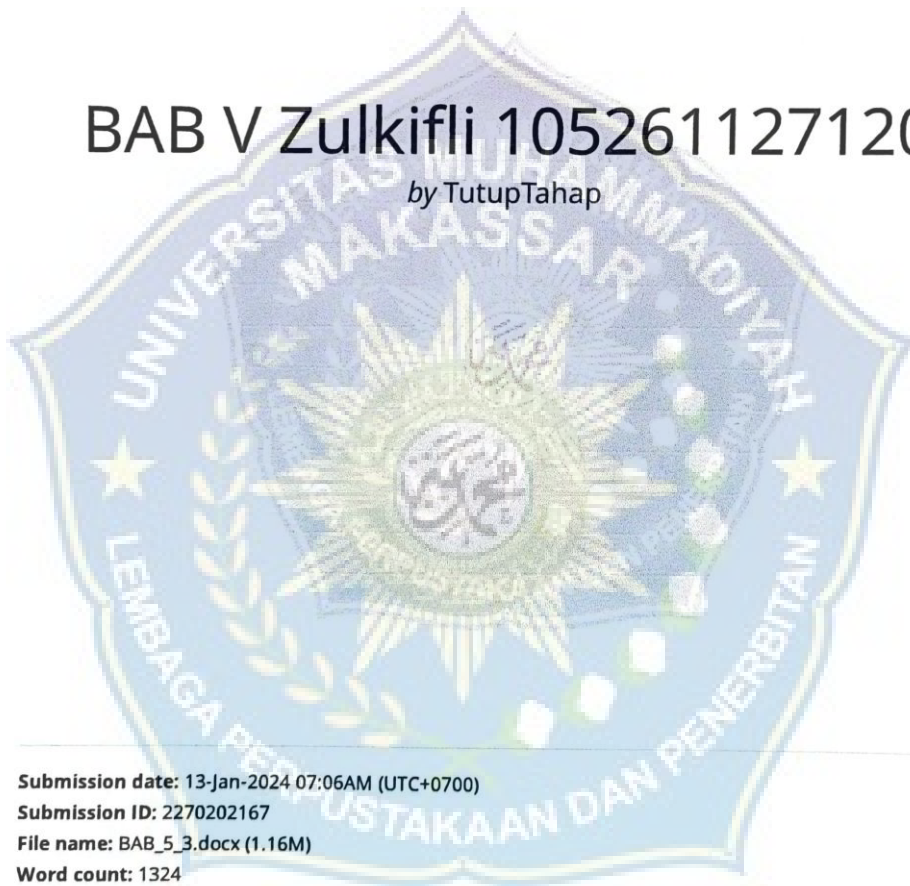 BAB V Zulkifli 105261127120
by TutupTahap
UNIVERSITAS MUHAMMADIYAH
MAKASSAR
LEMBAGA PERPUSTAKAAN DAN PENERBITAN
Submission date: 13-Jan-2024 07:06AM (UTC+0700)
Submission ID: 2270202167
File name: BAB_5_3.docx (1.16M)
Word count: 1324